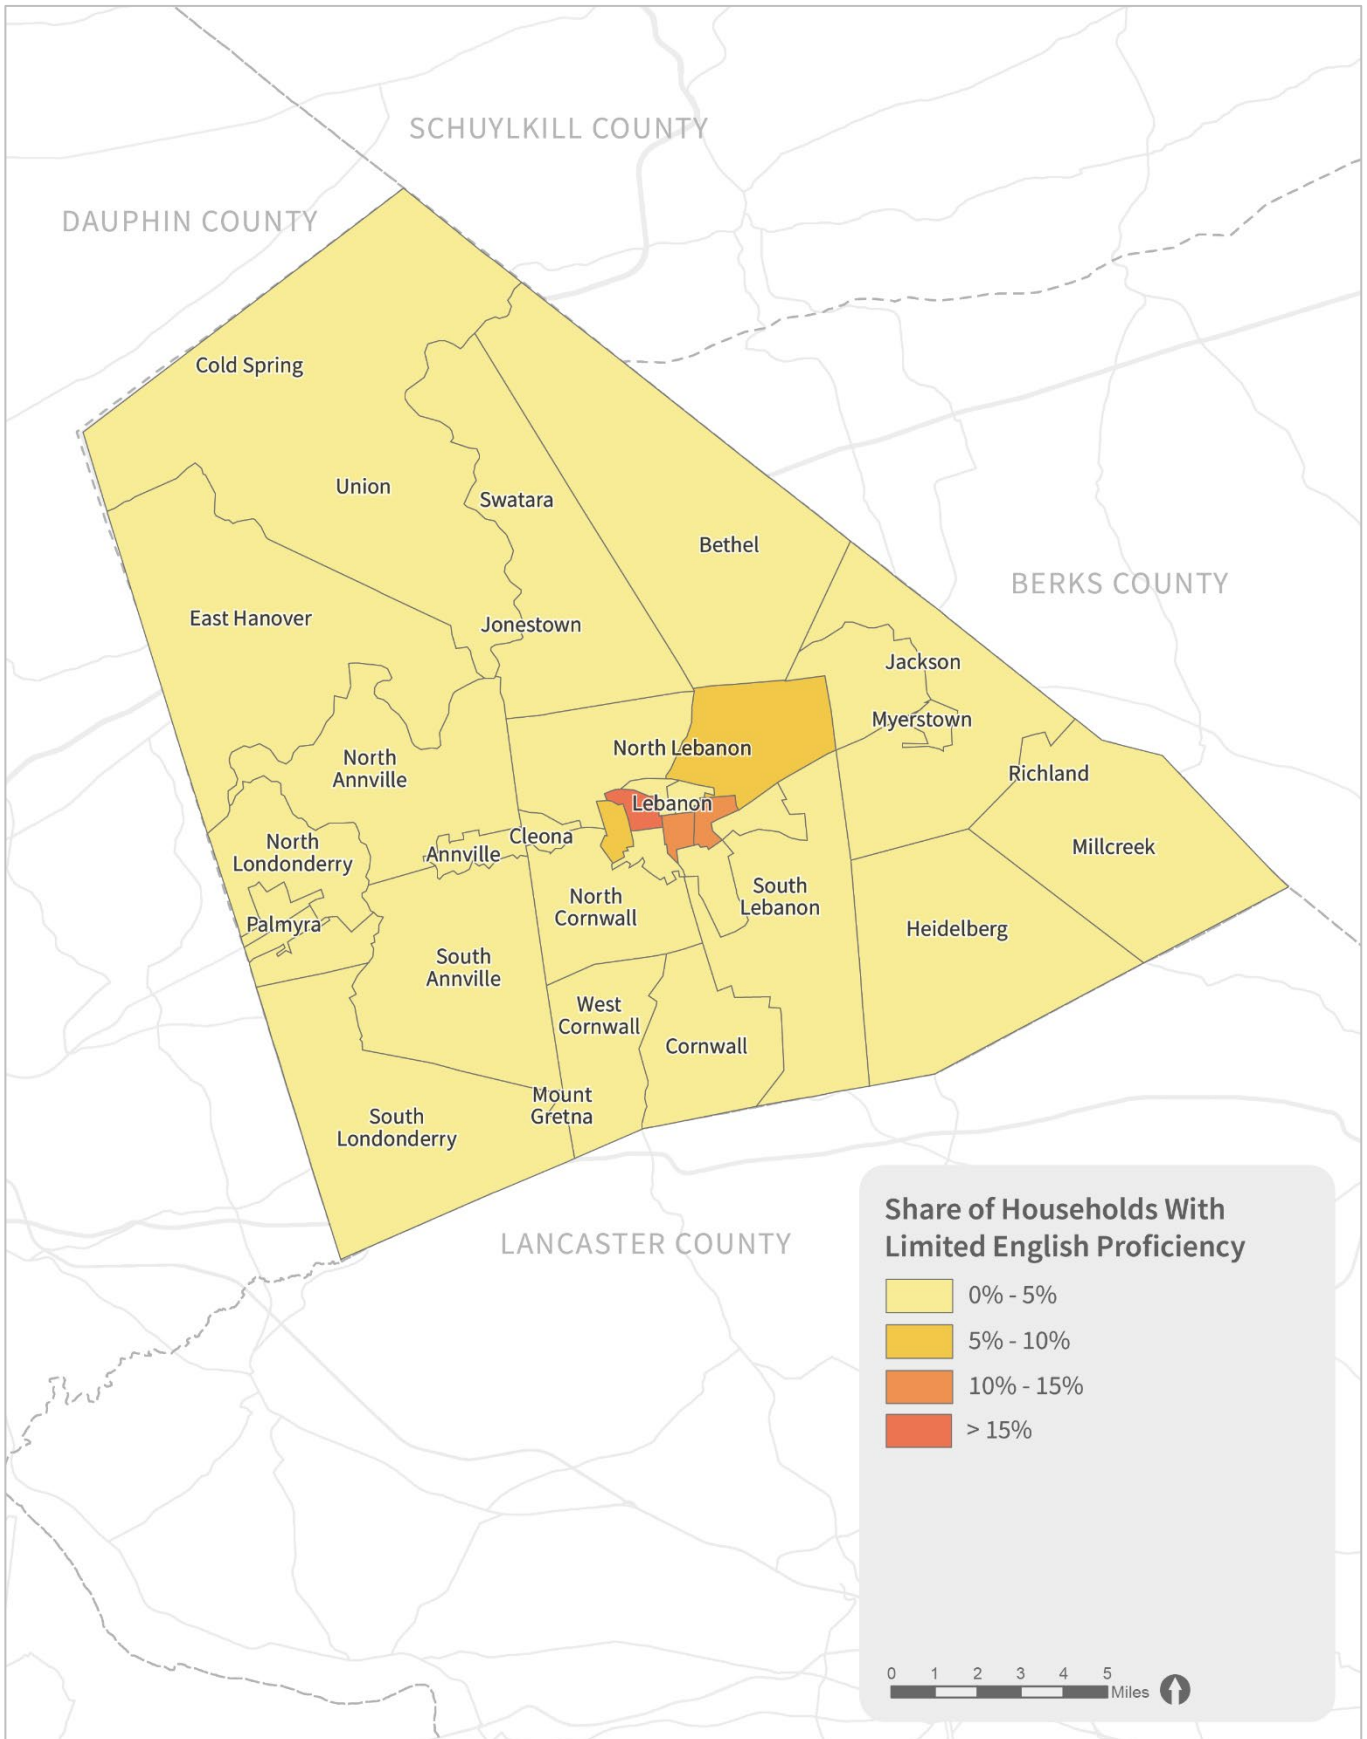 SCHUYLKILL COUNTY
DAUPHIN COUNTY
Cold Spring
Union
Swatara
Bethel
BERKS COUNTY
East Hanover
Jonestown
Jackson
Myerstown
North Lebanon
North
Annville
Richland
Lebanon
Cleona
North
Londonderry
Annville
Millcreek
South
Lebanon
North
Cornwall
Palmyra
Heidelberg
South
Annville
West
Cornwall
Cornwall
Mount
Gretna
South
Londonderry
LANCASTER COUNTY
Share of Households With
Limited English Proficiency
0% - 5%
5% - 10%
10% - 15%
> 15%
0 1 2 3 4 5
Miles